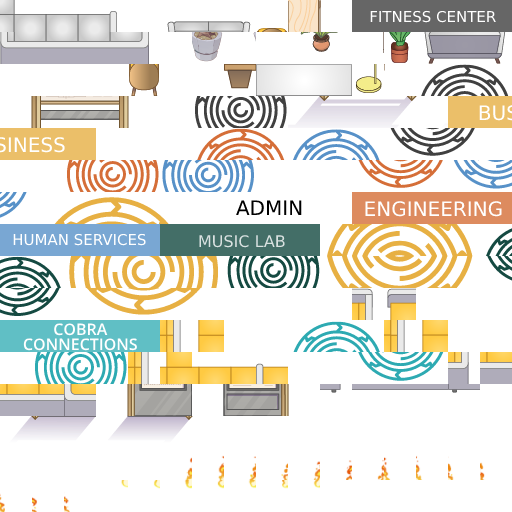 FITNESS CENTER
BUS
SINESS
ADMIN
ENGINEERING
HUMAN SERVICES
MUSIC LAB
COBRA
CONNECTIONS